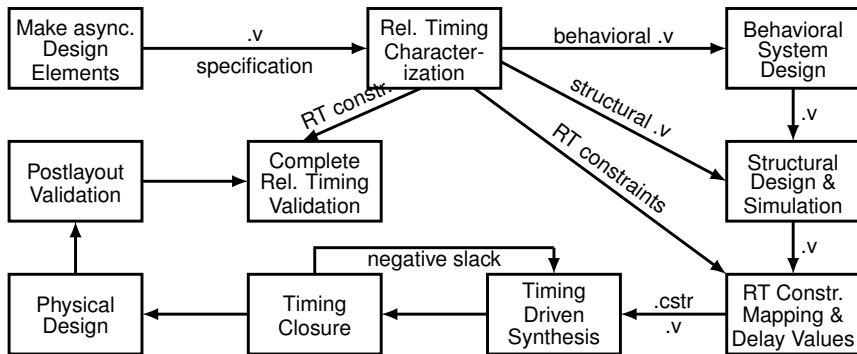 Make async.
Design
Elements
.v
specification
Rel. Timing
Character-
ization
behavioral .v
Behavioral
System
Design
RT constr.
structural .v
RT constraints
.v
Postlayout
Validation
Complete
Rel. Timing
Validation
Structural
Design &
Simulation
.v
negative slack
Physical
Design
Timing
Closure
Timing
Driven
Synthesis
.cstr
.v
RT Constr.
Mapping &
Delay Values